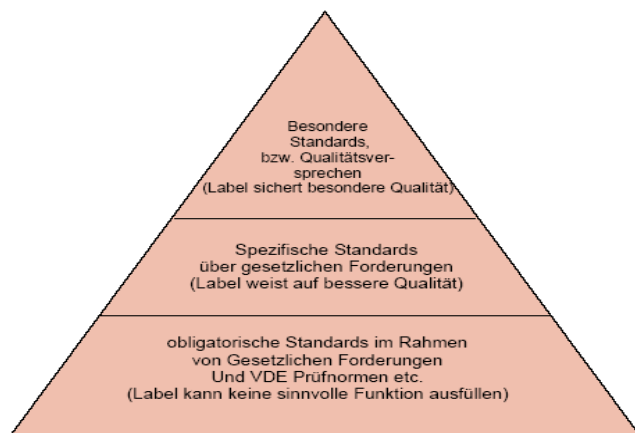 Besondere
Standards,
bzw. Qualitätsver-
sprechen
(Label sichert besondere Qualität)
Spezifische Standards
über gesetzlichen Forderungen
(Label weist auf bessere Qualität)
obligatorische Standards im Rahmen
von Gesetzlichen Forderungen
Und VDE Prüfnormen etc.
(Label kann keine sinnvolle Funktion ausfüllen)